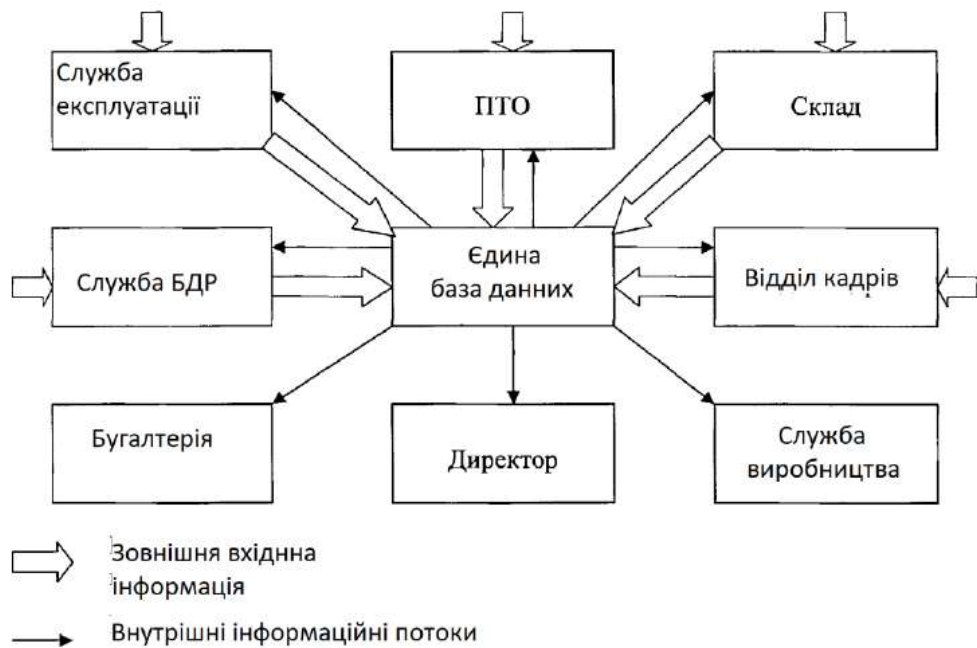 Служба
експлуатації
ПТО
Склад
Служба БДР
Єдина
база данних
Відділ кадрів
Бугалтерія
Директор
Служба
виробництва
Зовнішня вхіднна
інформація
Внутрішні інформаційні потоки